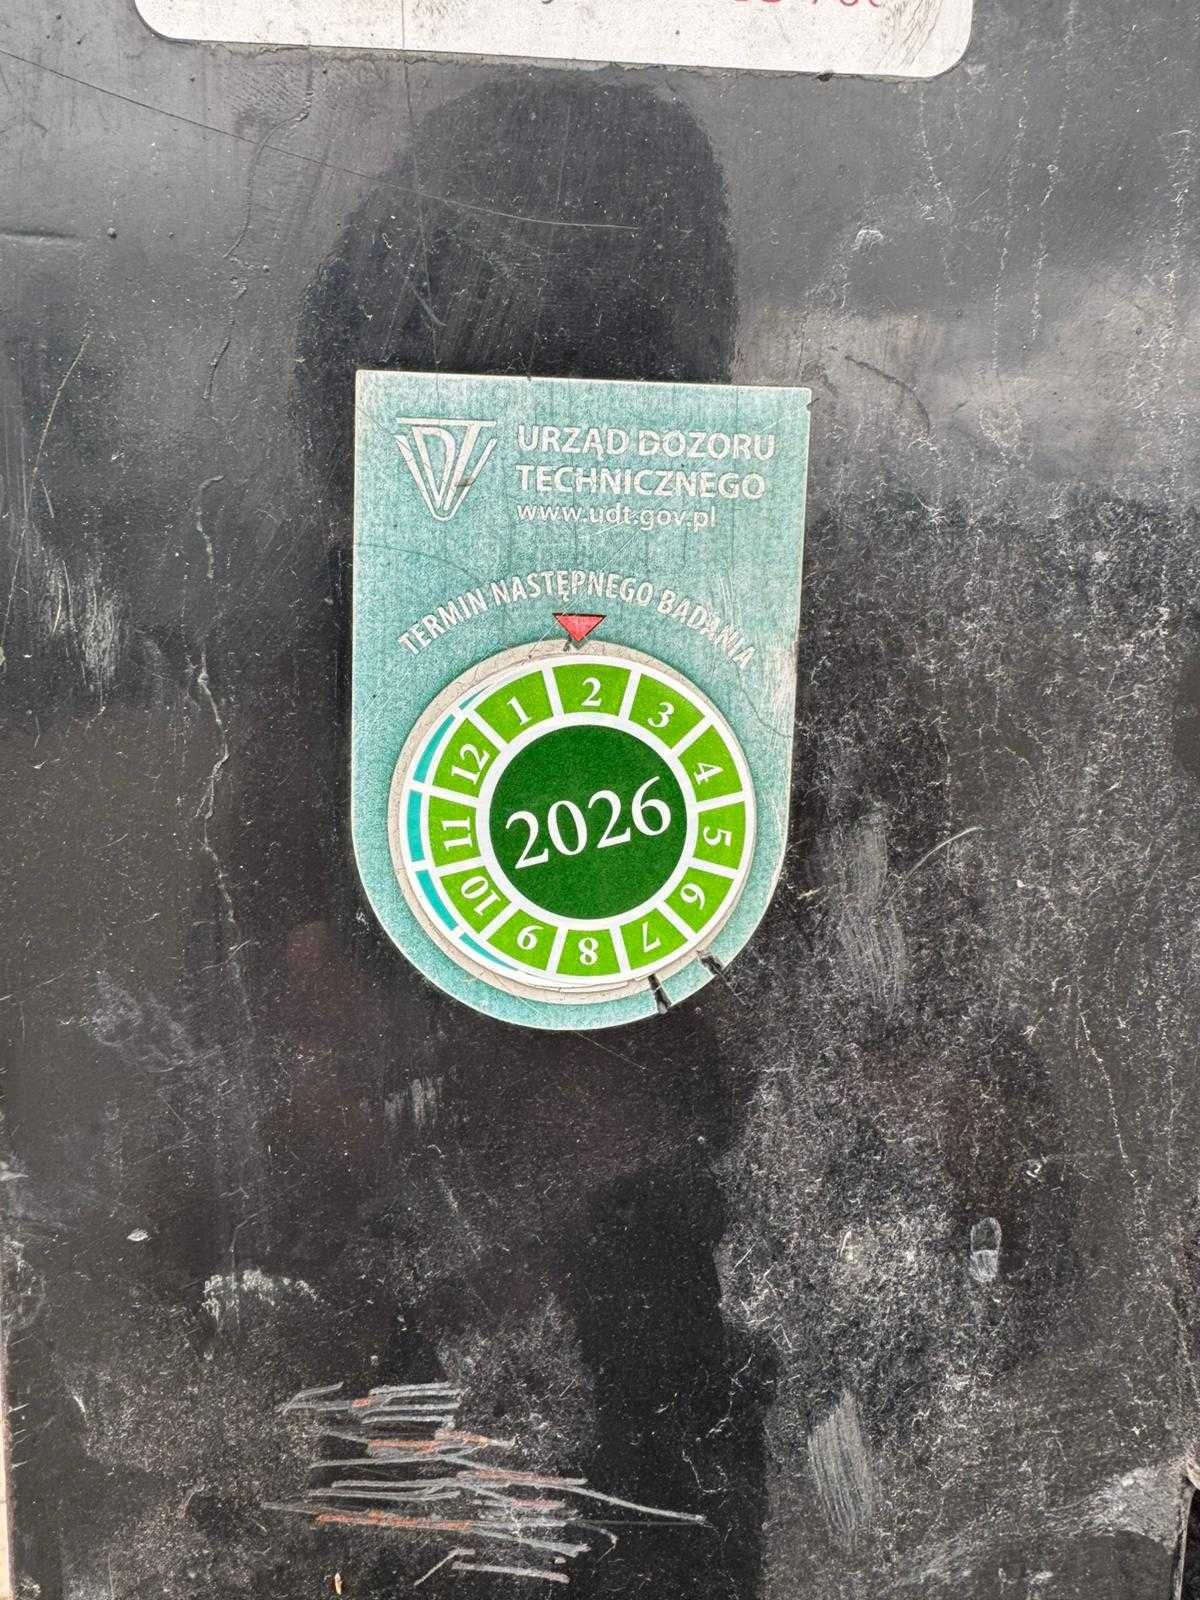 UDT
URZĄD DOZORU
TECHNICZNEGO
www.udt.gov.pl
TERMIN NASTĘPNEGO BADANIA
1 2 3 4 5 6 7 8 9 10 11 12
2026